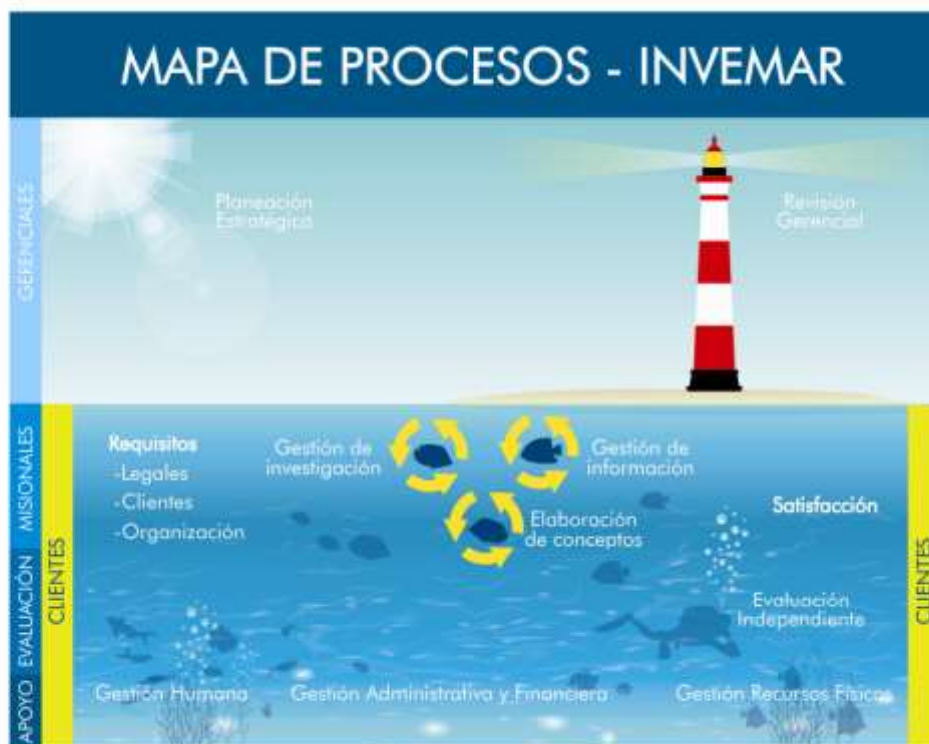 MAPA DE PROCESOS - INVEMAR
GERENCIALES
Planeación
Estratégica
Revisión
Gerencial
MISIONALES
EVALUACIÓN
APOYO
CLIENTES
Requisitos
-Legales
-Clientes
-Organización
Gestión de
investigación
Gestión de
información
Elaboración
de conceptos
Satisfacción
Evaluación
Independiente
CLIENTES
Gestión Humana
Gestión Administrativa y Financiera
Gestión Recursos Físicos